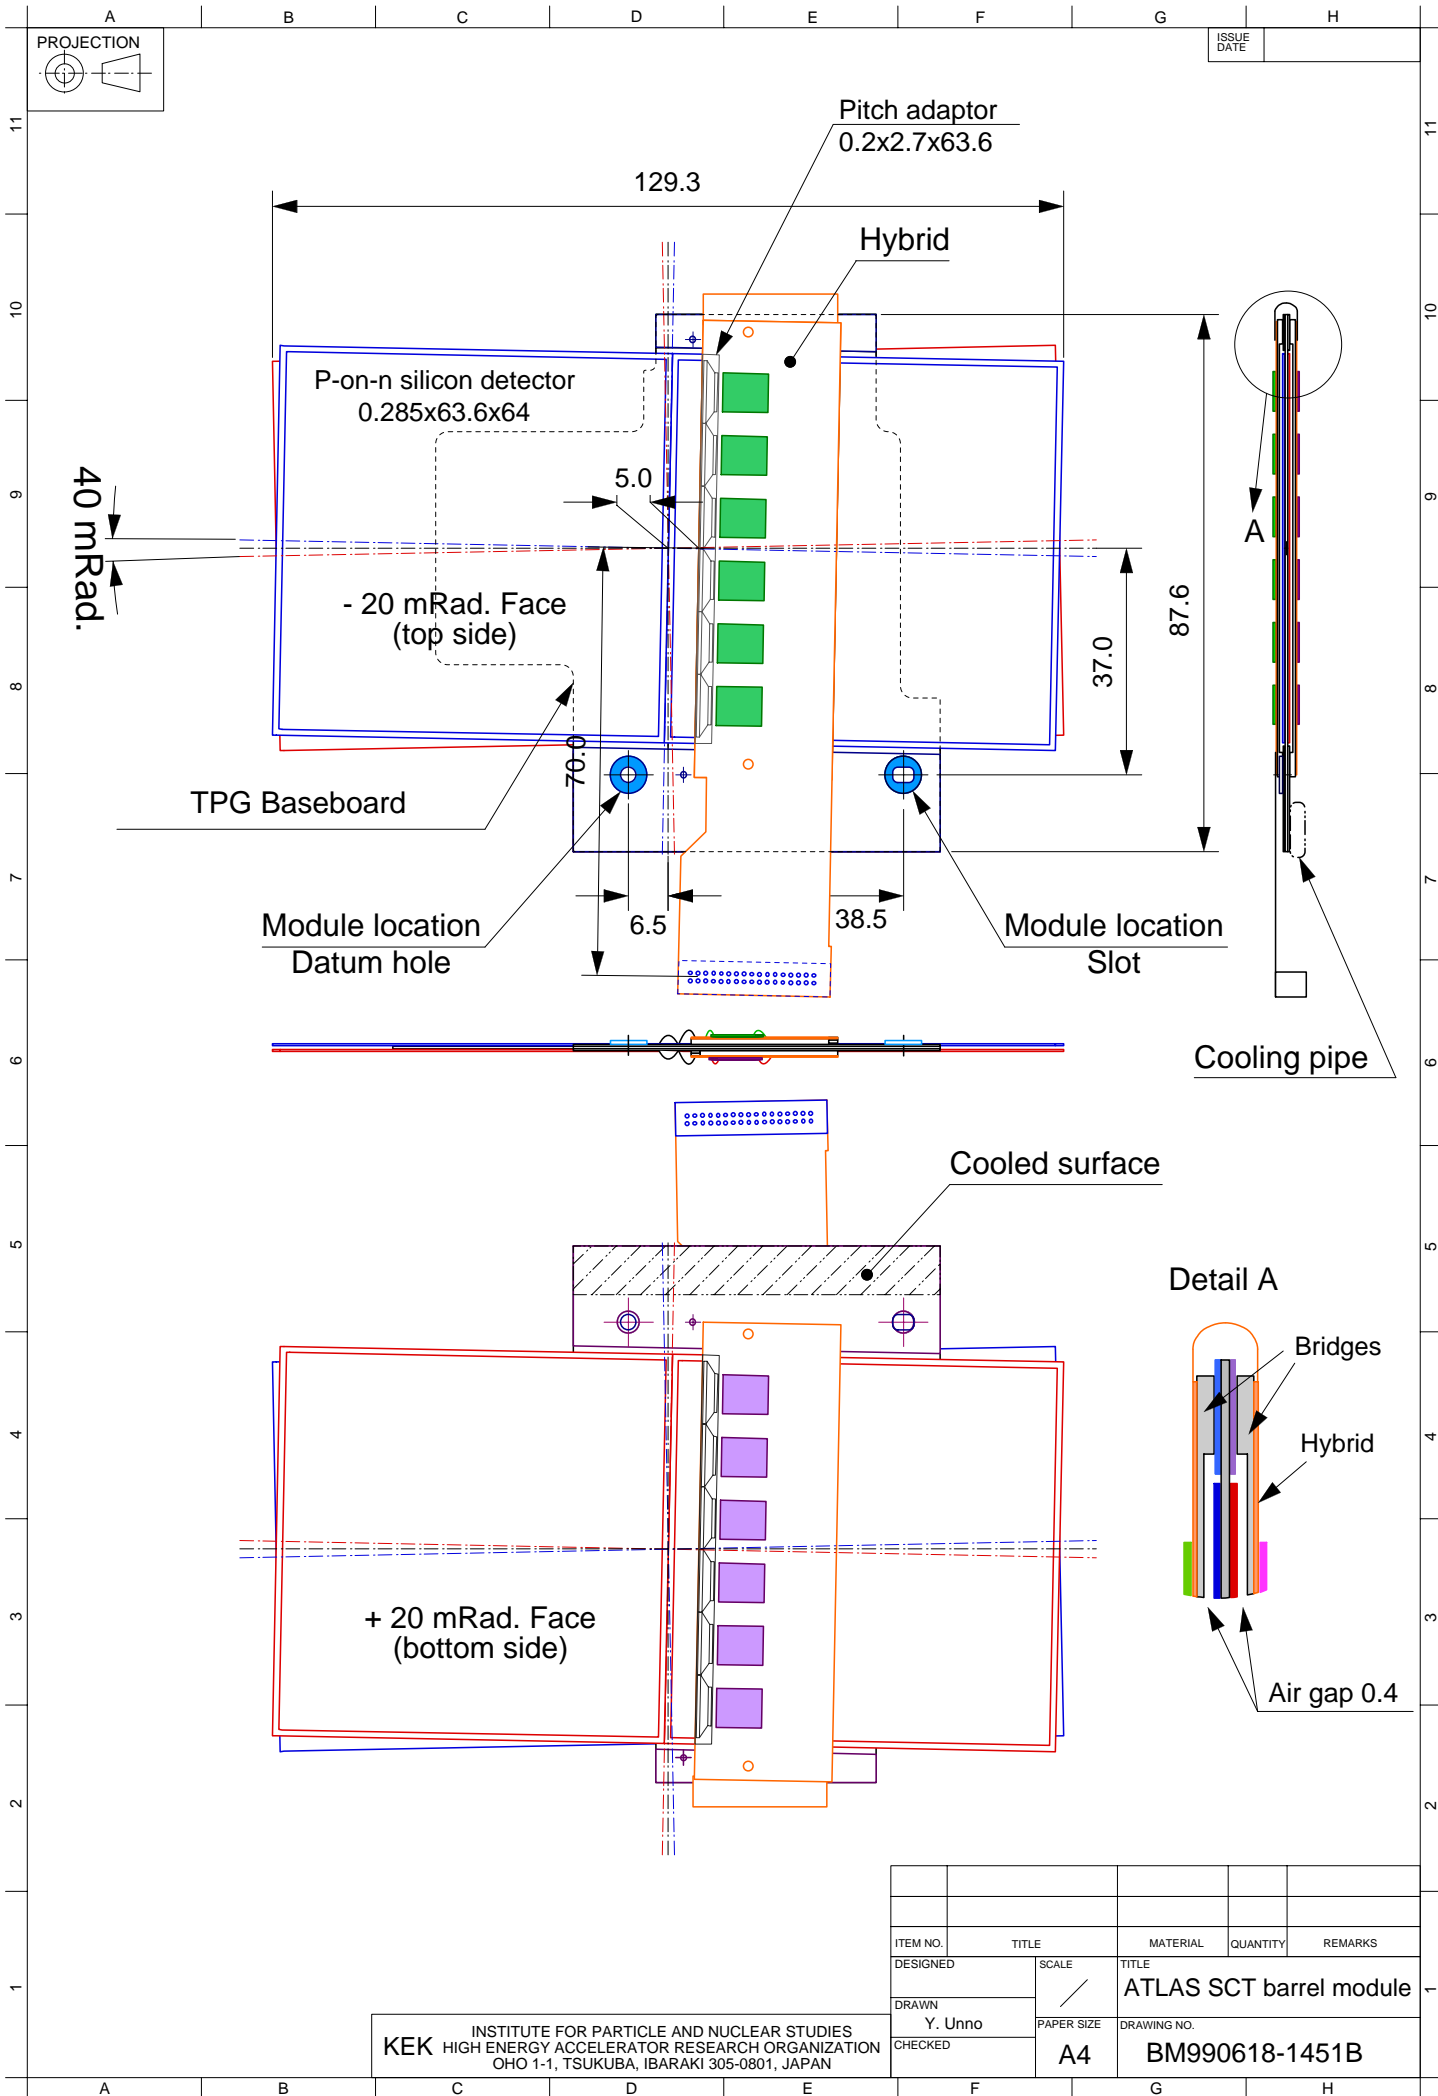 A B C D E F G H
PROJECTION
ISSUE
DATE
11 11
Pitch adaptor
0.2x2.7x63.6
129.3
Hybrid
10 10
P-on-n silicon detector
0.285x63.6x64
40 mRad.
5.0
9 9
A
- 20 mRad. Face
(top side)
87.6
37.0
8 8
70.0
TPG Baseboard
7 7
6.5
38.5
Module location
Datum hole
Module location
Slot
6 6
Cooling pipe
Cooled surface
5 5
Detail A
Bridges
4 4
Hybrid
3 3
+ 20 mRad. Face
(bottom side)
Air gap 0.4
2 2
ITEM NO. TITLE MATERIAL QUANTITY REMARKS
DESIGNED SCALE TITLE
ATLAS SCT barrel module
1 1
DRAWN
Y. Unno
PAPER SIZE
A4
DRAWING NO.
BM990618-1451B
CHECKED
KEK
INSTITUTE FOR PARTICLE AND NUCLEAR STUDIES
HIGH ENERGY ACCELERATOR RESEARCH ORGANIZATION
OHO 1-1, TSUKUBA, IBARAKI 305-0801, JAPAN
A B C D E F G H